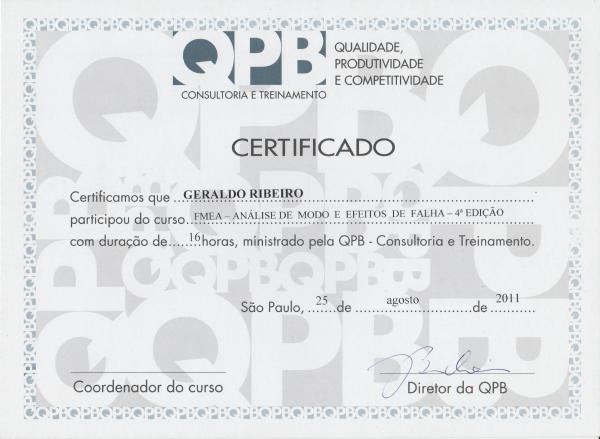 QPB
QUALIDADE,
PRODUTIVIDADE
E COMPETITIVIDADE
CONSULTORIA E TREINAMENTO
CERTIFICADO
Certificamos que ...GERALDO RIBEIRO
participou do curso...FMEA – ANÁLISE DE MODO E EFEITOS DE FALHA – 4ª EDIÇÃO
com duração de......16horas, ministrado pela QPB - Consultoria e Treinamento.
São Paulo, ...25...de ........agosto............de ..2011
Coordenador do curso
Diretor da QPB